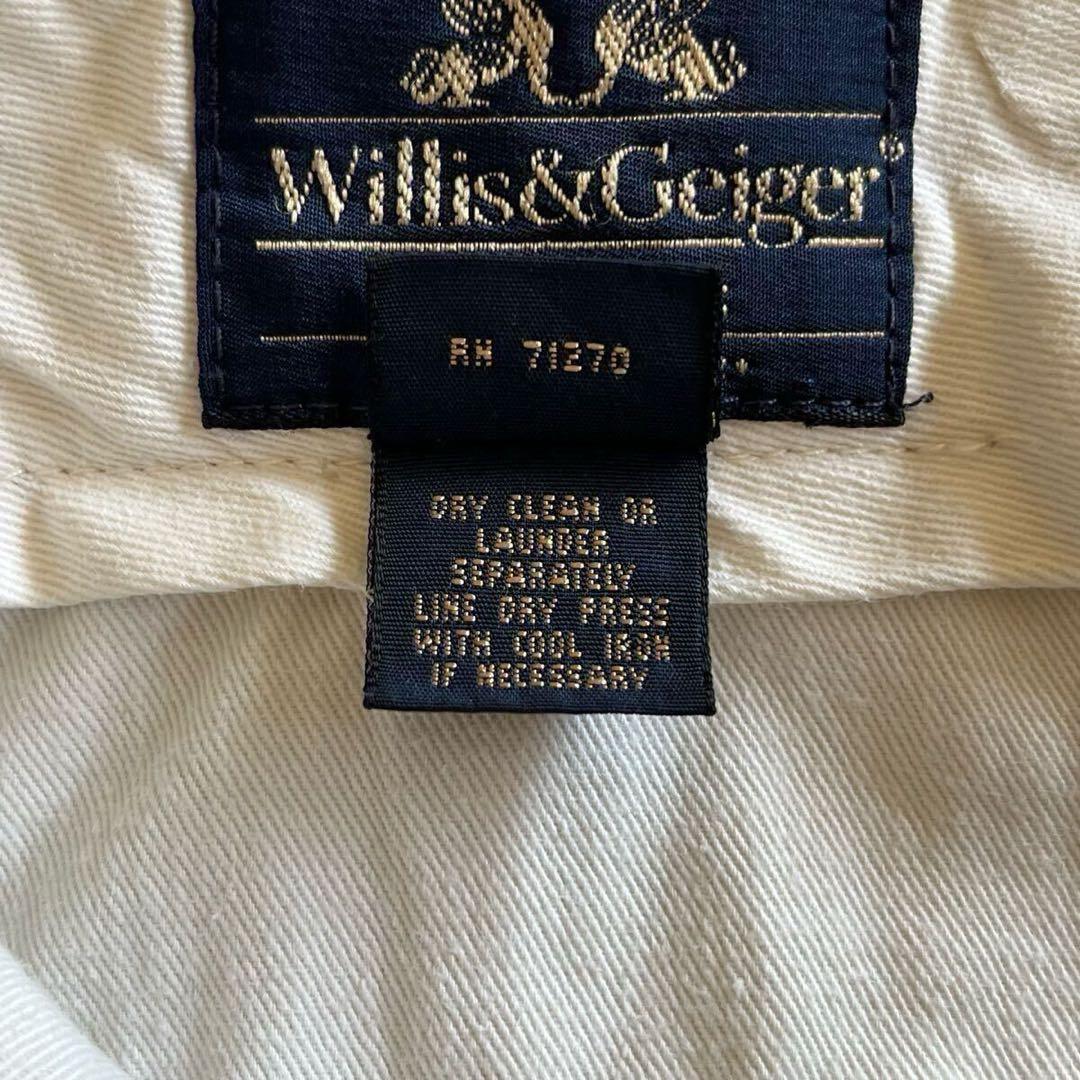 Willis&Geiger®
RN 71270
DRY CLEAN OR
LAUNDER
SEPARATELY
LINE DRY PRESS
WITH COOL IRON
IF NECESSARY